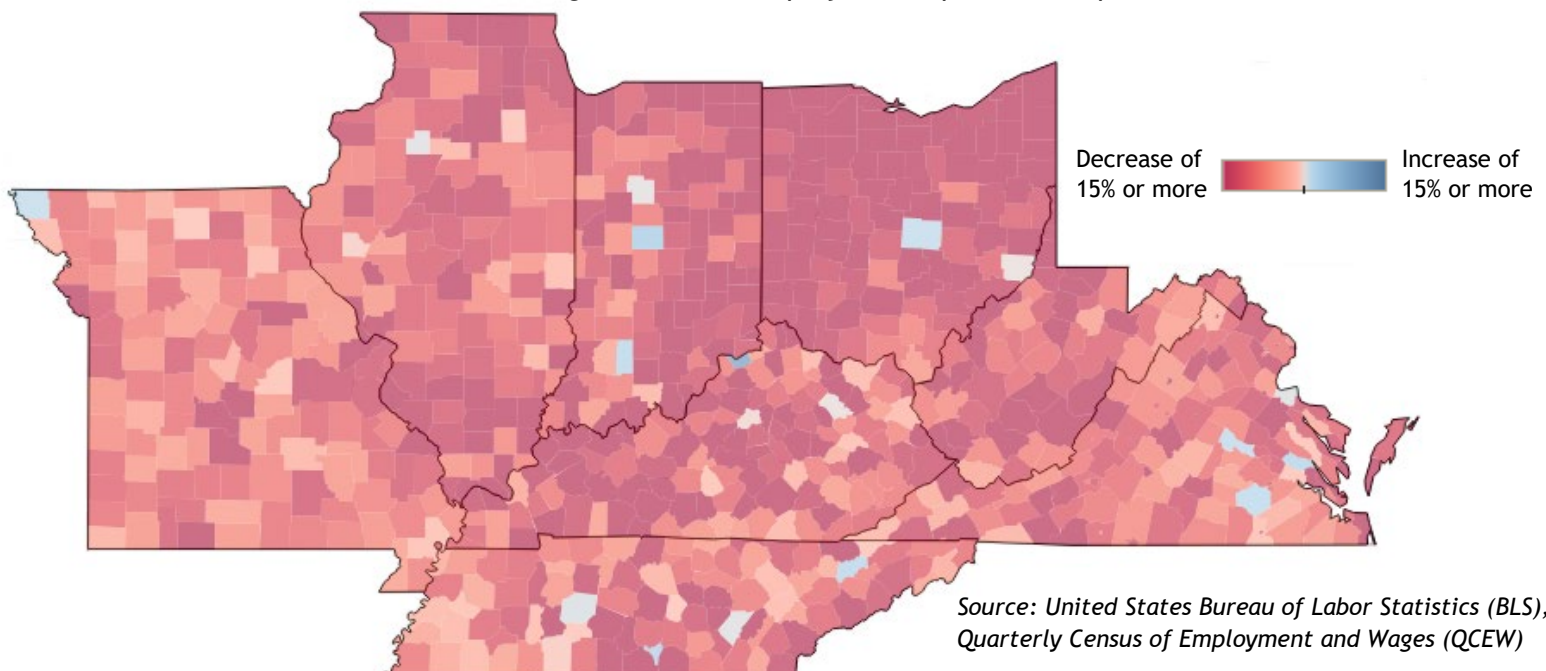 Decrease of
15% or more
Increase of
15% or more
Source: United States Bureau of Labor Statistics (BLS),
Quarterly Census of Employment and Wages (QCEW)